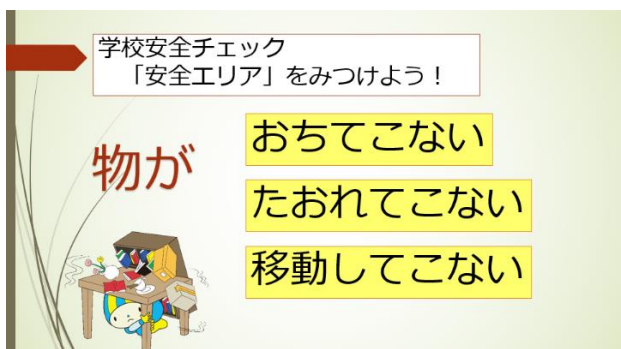 学校安全チェック
「安全エリア」をみつけよう！
物が
おちてこない
たおれてこない
移動してこない